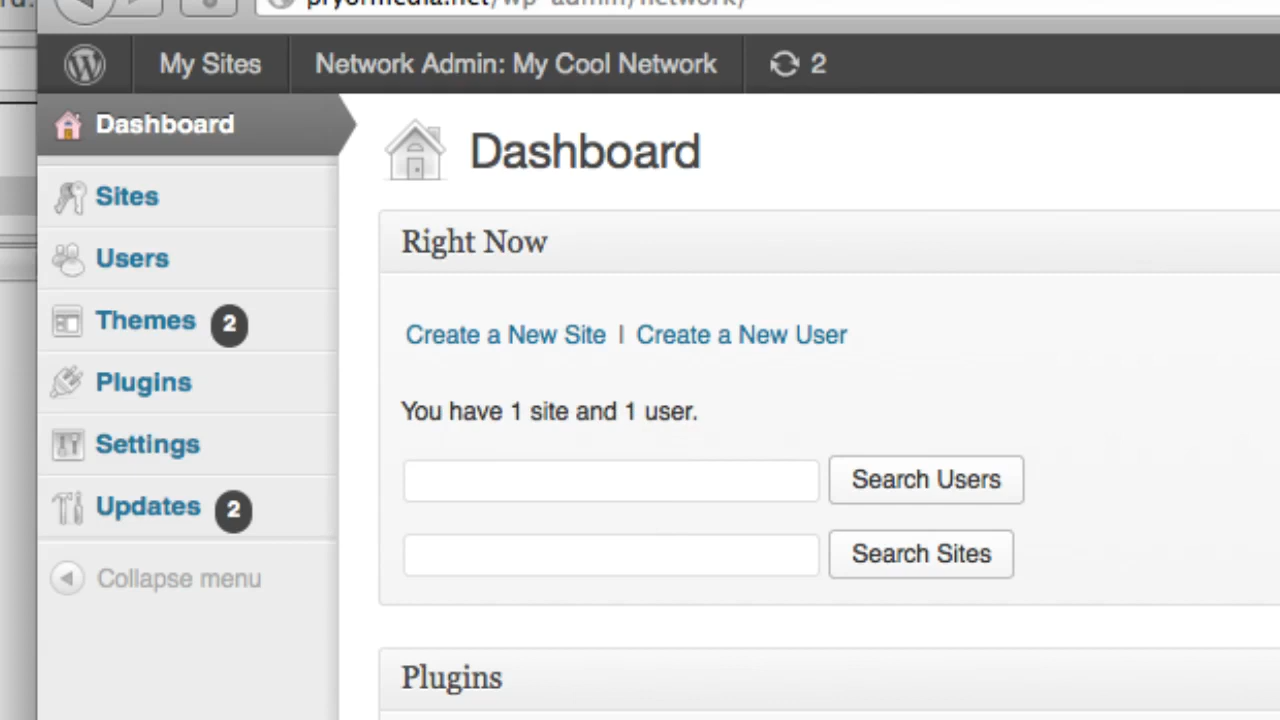 pryormedia.net/wp-admin/network/
My Sites
Network Admin: My Cool Network
2
Dashboard
Sites
Users
Themes 2
Plugins
Settings
Updates 2
Collapse menu
Dashboard
Right Now
Create a New Site | Create a New User
You have 1 site and 1 user.
Search Users
Search Sites
Plugins